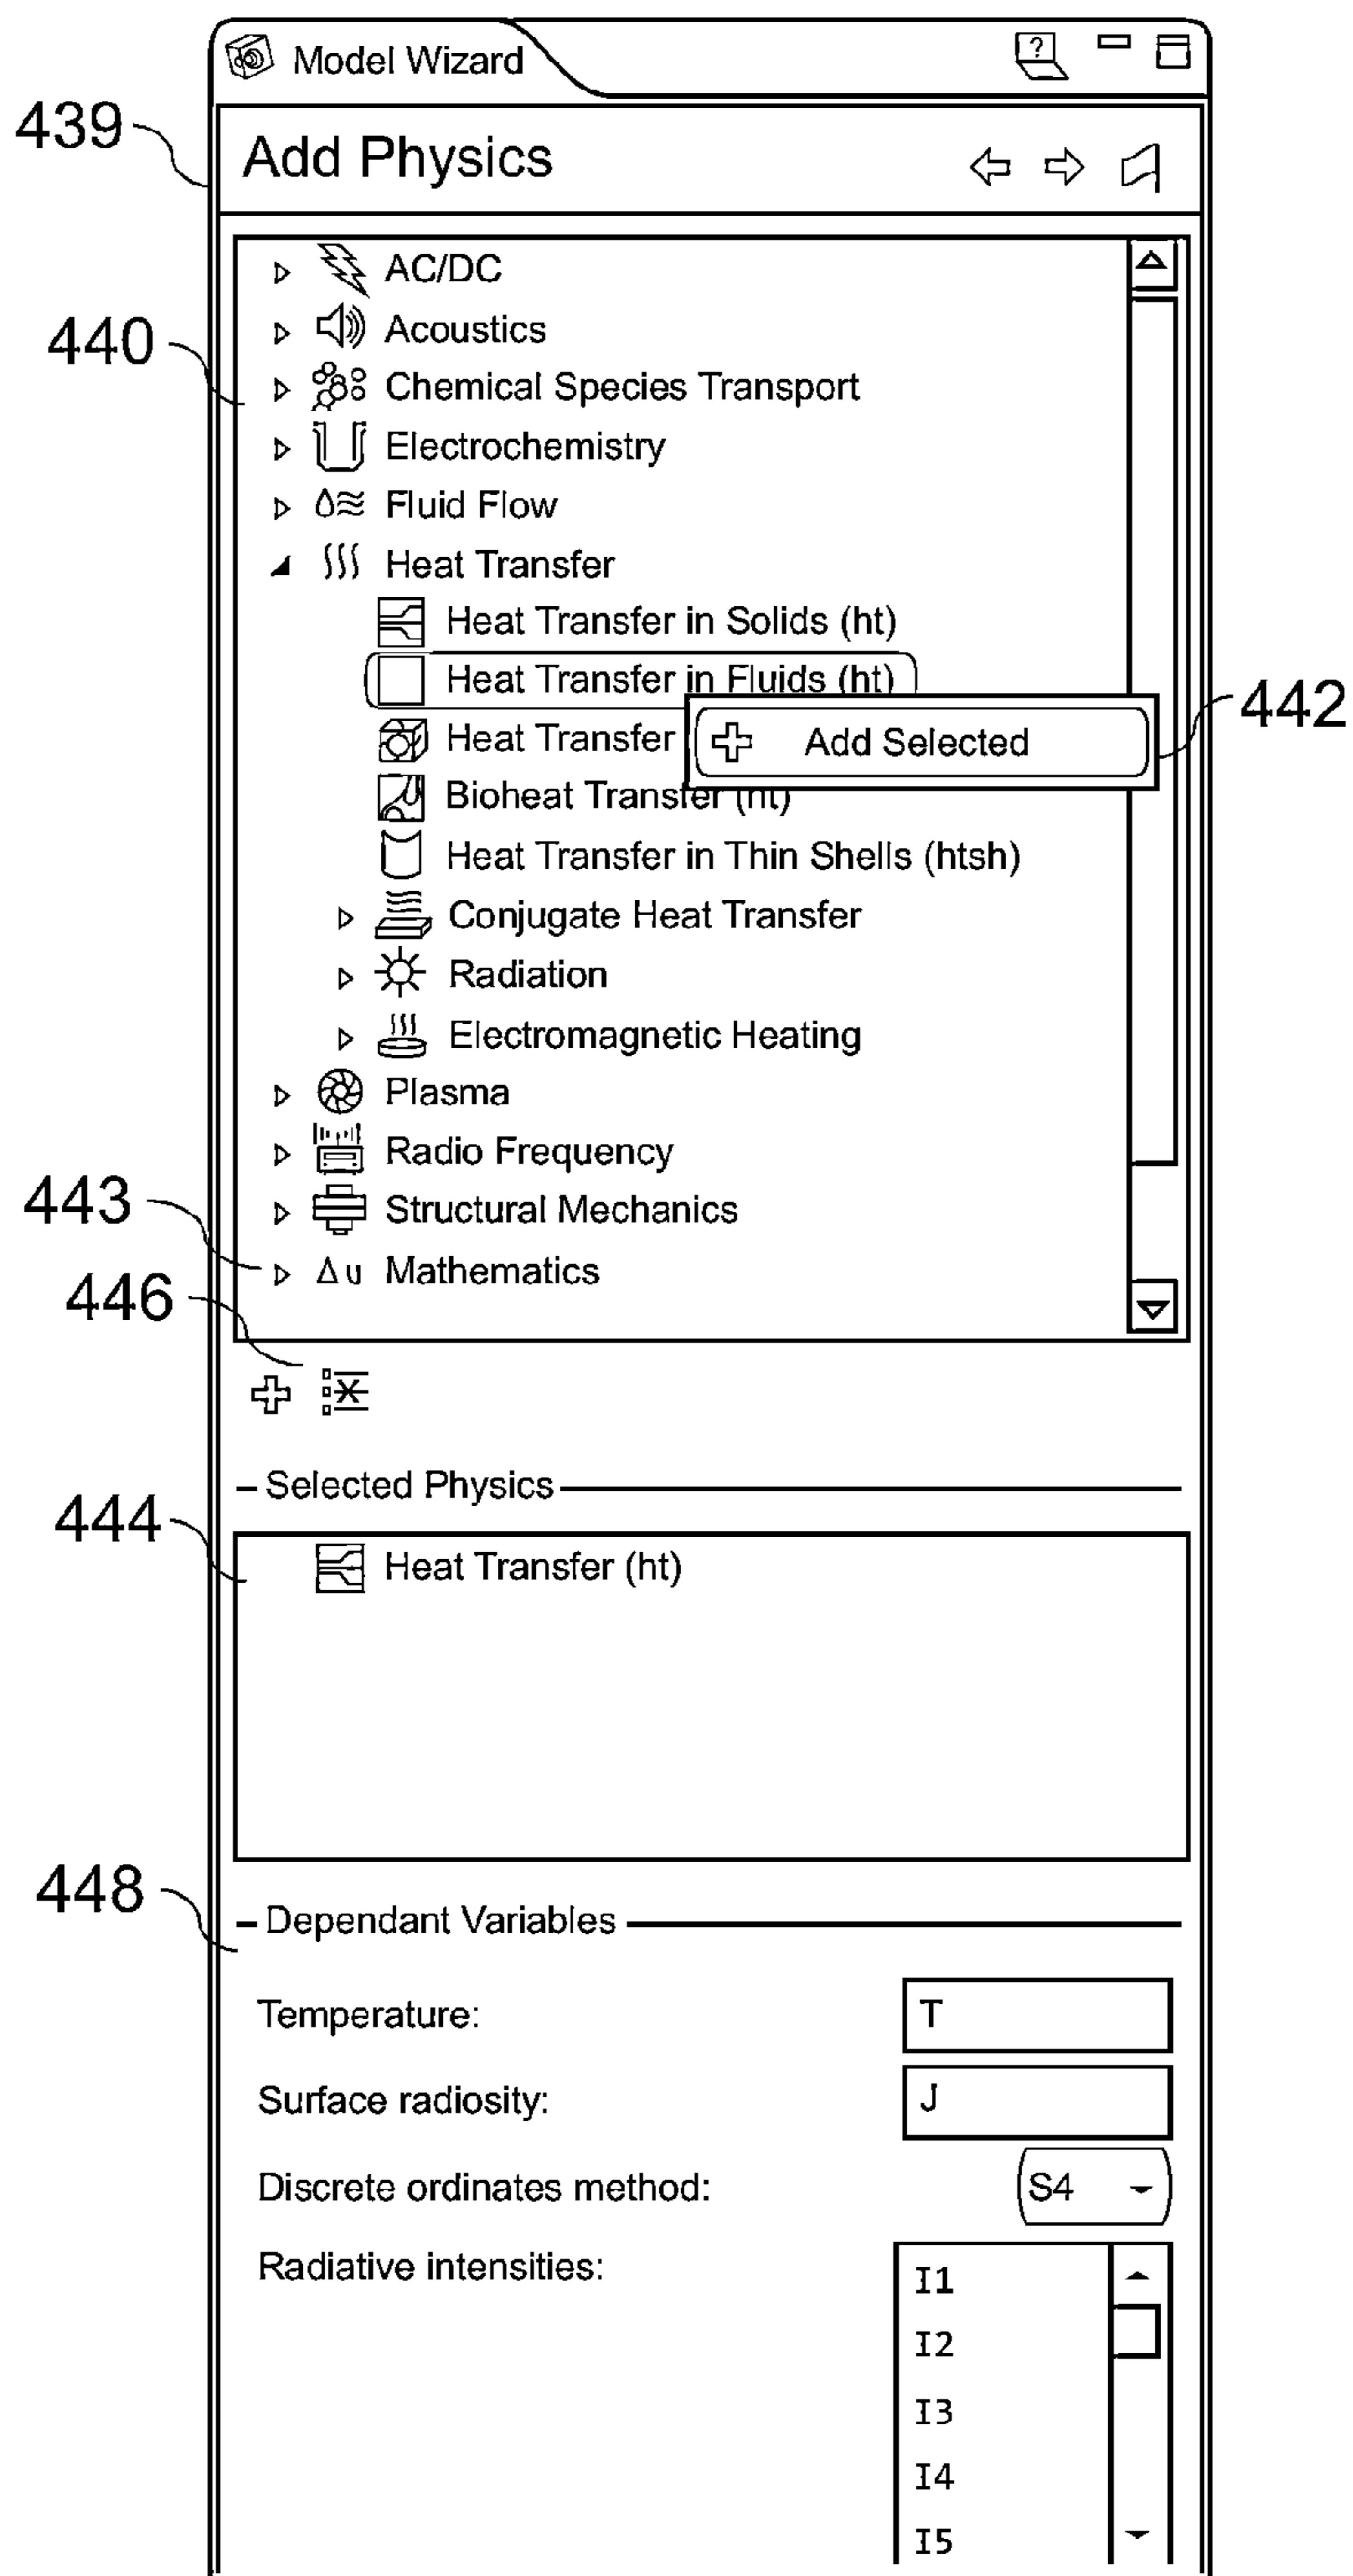 Model Wizard
?
439
Add Physics
AC/DC
440
Acoustics
Chemical Species Transport
Electrochemistry
Fluid Flow
Heat Transfer
Heat Transfer in Solids (ht)
Heat Transfer in Fluids (ht)
442
Heat Transfer
Add Selected
Bioheat Transfer (ht)
Heat Transfer in Thin Shells (htsh)
Conjugate Heat Transfer
Radiation
Electromagnetic Heating
Plasma
Radio Frequency
443
Structural Mechanics
Δu Mathematics
446
Selected Physics
444
Heat Transfer (ht)
448
Dependant Variables
Temperature: T
Surface radiosity: J
Discrete ordinates method: S4
Radiative intensities: I1
I2
I3
I4
I5